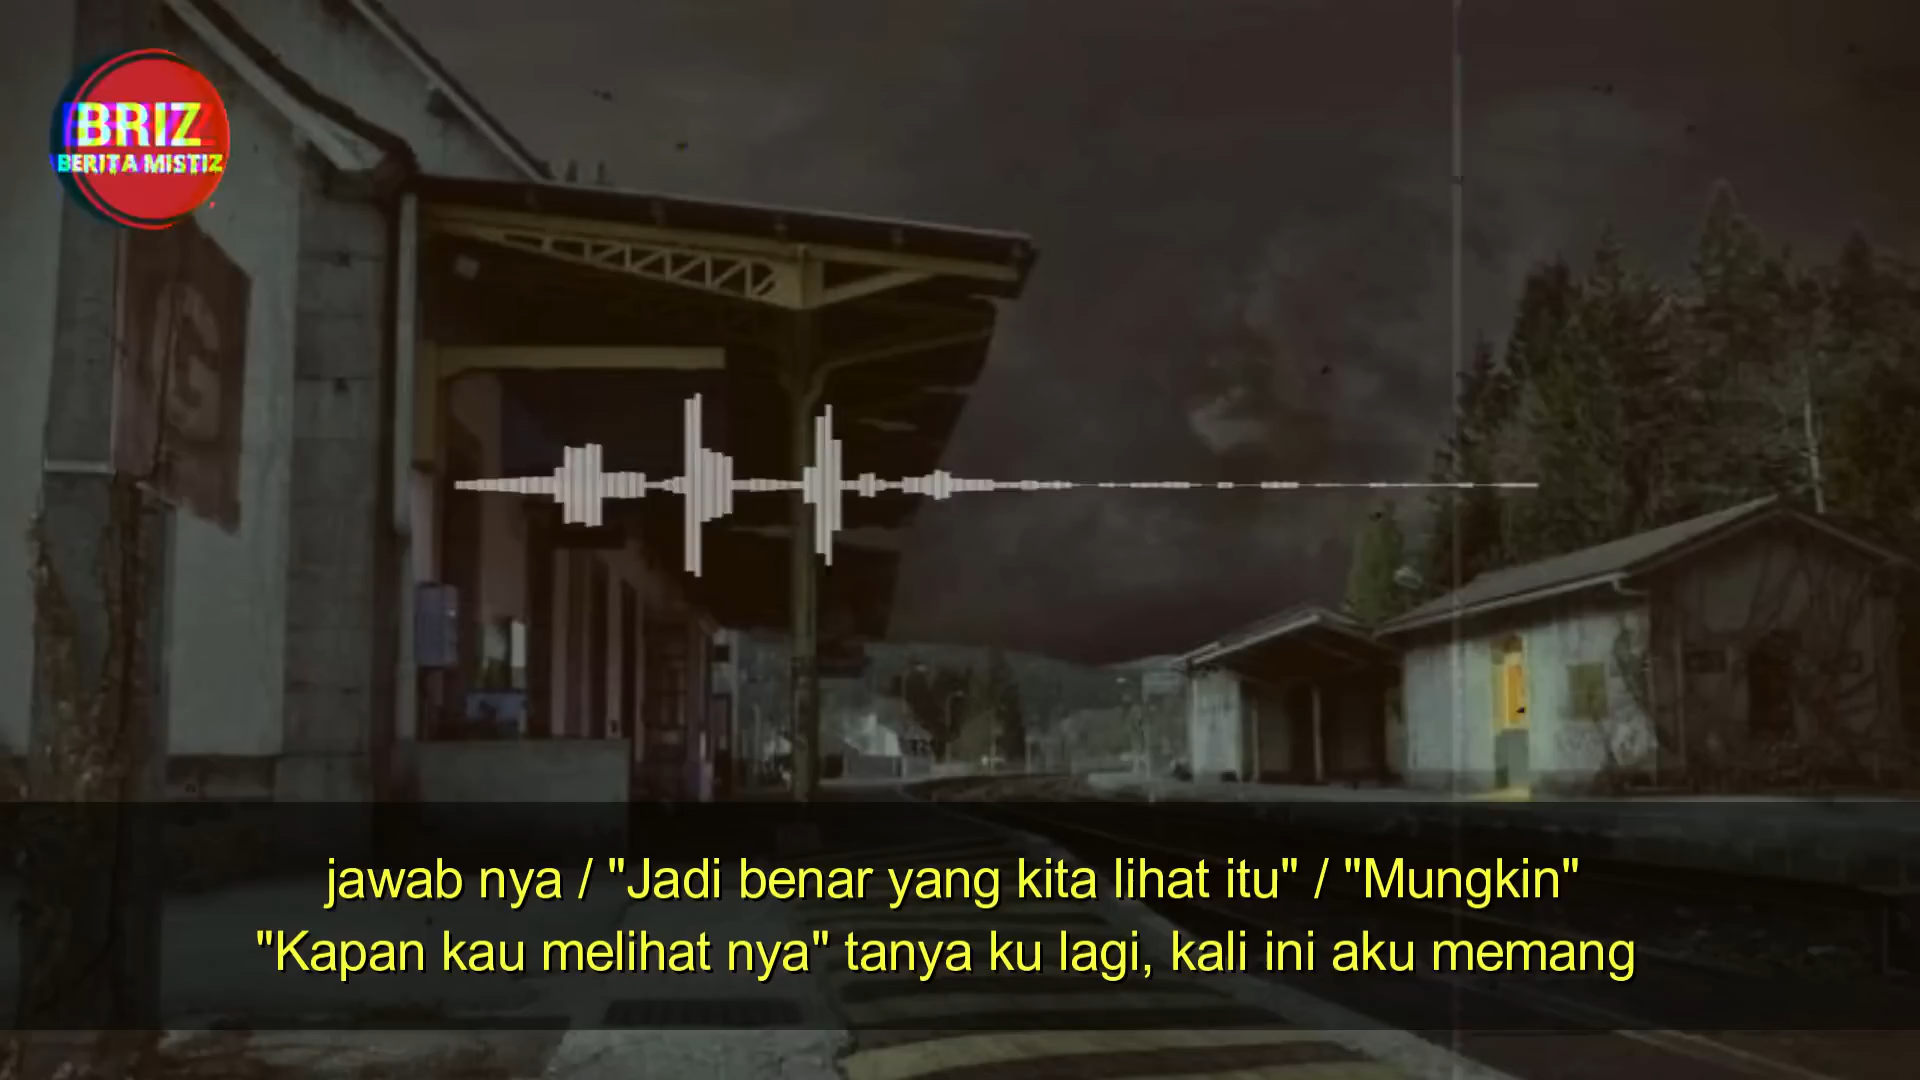 BRIZ
BERITA MISTIZ
G
jawab nya / "Jadi benar yang kita lihat itu" / "Mungkin"
"Kapan kau melihat nya" tanya ku lagi, kali ini aku memang